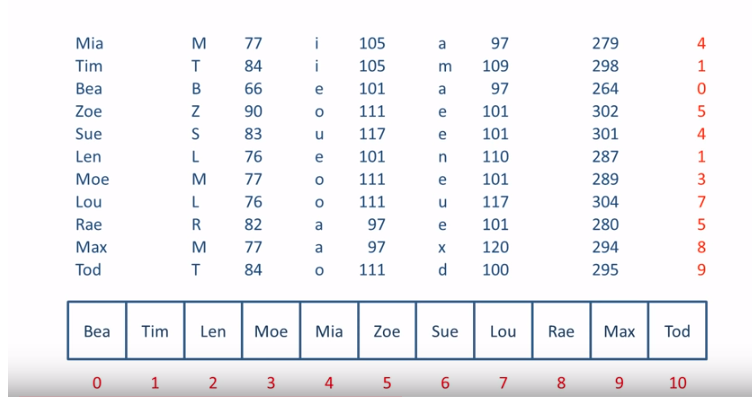 Mia M 77 i 105 a 97 279 4
Tim T 84 i 105 m 109 298 1
Bea B 66 e 101 a 97 264 0
Zoe Z 90 o 111 e 101 302 5
Sue S 83 u 117 e 101 301 4
Len L 76 e 101 n 110 287 1
Moe M 77 o 111 e 101 289 3
Lou L 76 o 111 u 117 304 7
Rae R 82 a 97 e 101 280 5
Max M 77 a 97 x 120 294 8
Tod T 84 o 111 d 100 295 9
Bea Tim Len Moe Mia Zoe Sue Lou Rae Max Tod
0 1 2 3 4 5 6 7 8 9 10